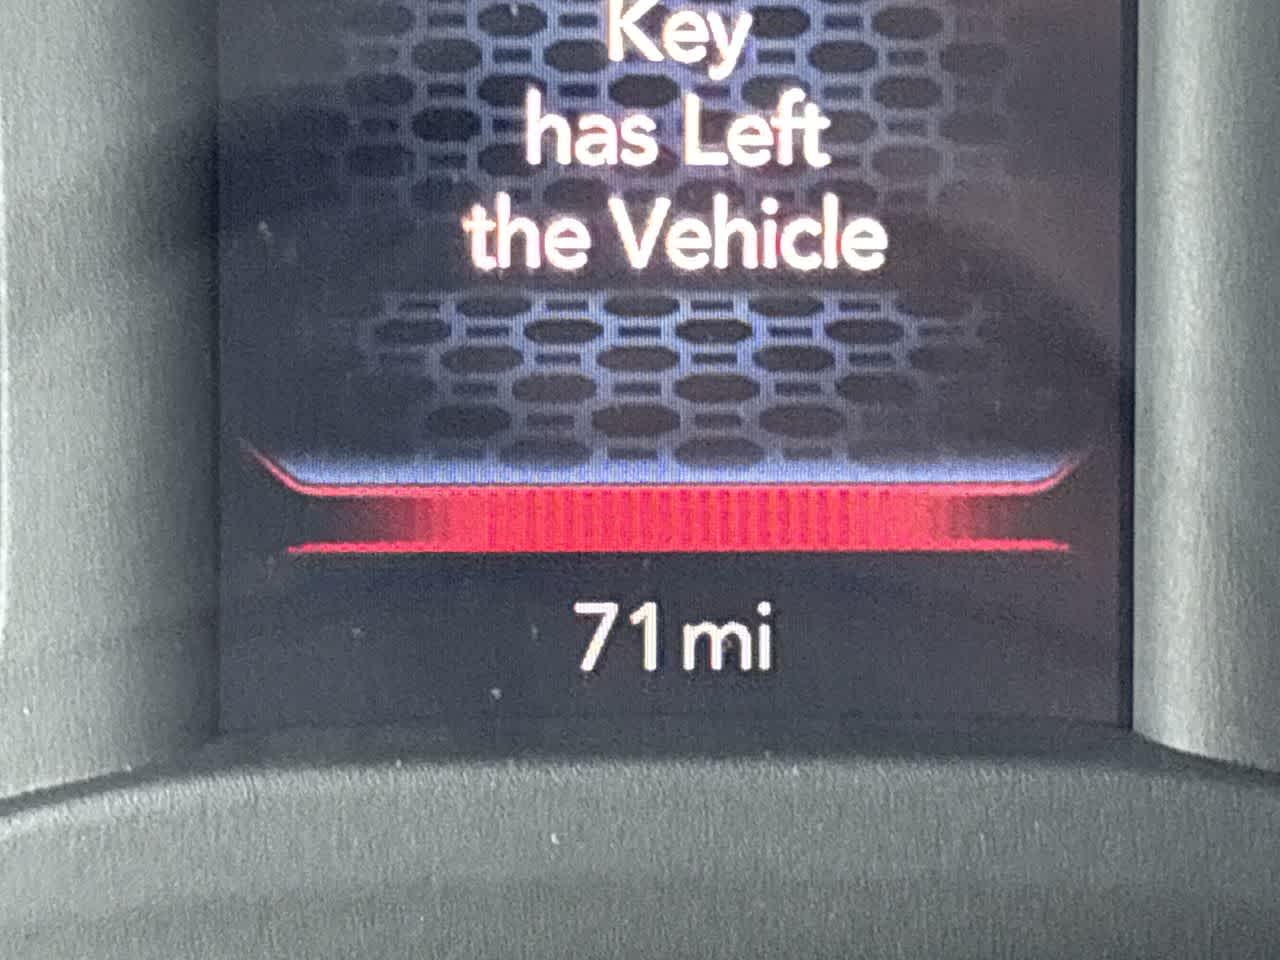 Key
has Left
the Vehicle
71 mi